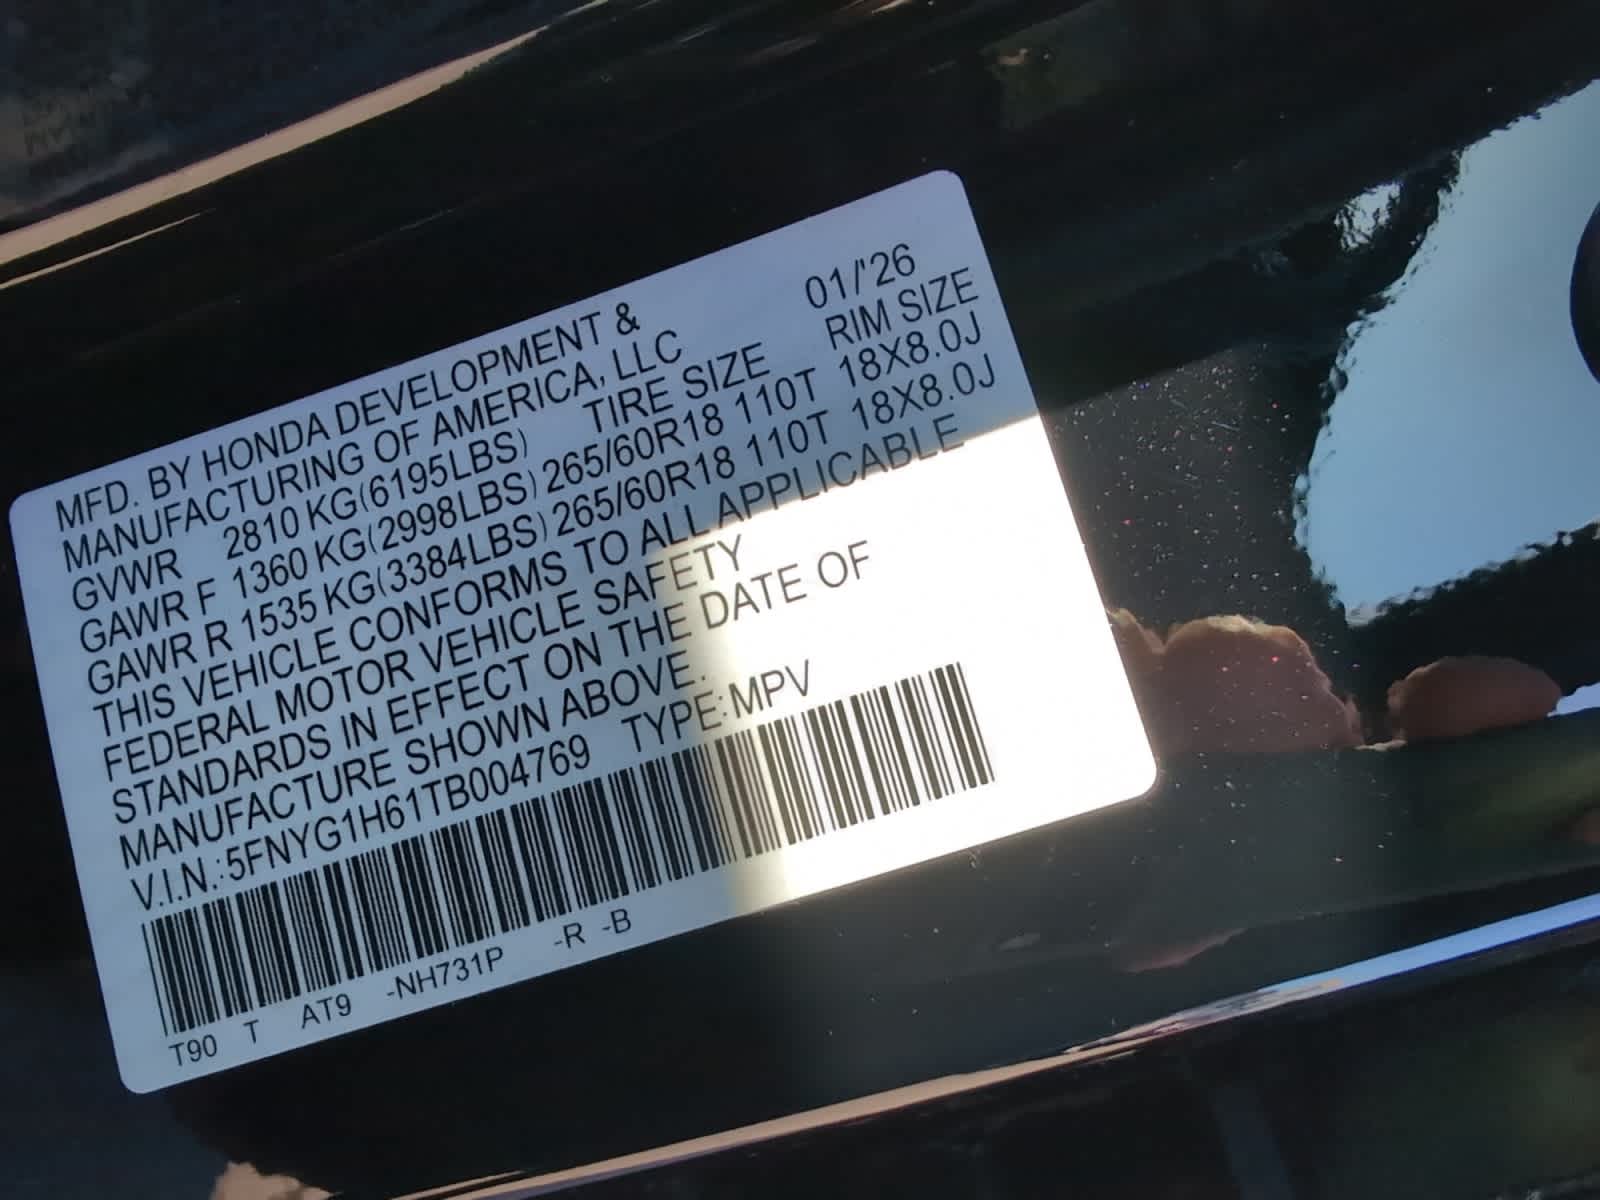 MFD. BY HONDA DEVELOPMENT &
MANUFACTURING OF AMERICA, LLC 01/'26
GVWR 2810 KG(6195LBS) TIRE SIZE RIM SIZE
GAWR F 1360 KG(2998LBS) 265/60R18 110T 18X8.0J
GAWR R 1535 KG(3384LBS) 265/60R18 110T 18X8.0J
THIS VEHICLE CONFORMS TO ALL APPLICABLE
FEDERAL MOTOR VEHICLE SAFETY
STANDARDS IN EFFECT ON THE DATE OF
MANUFACTURE SHOWN ABOVE.
V.I.N.:5FNYG1H61TB004769 TYPE:MPV
T90 T AT9 -NH731P -R -B